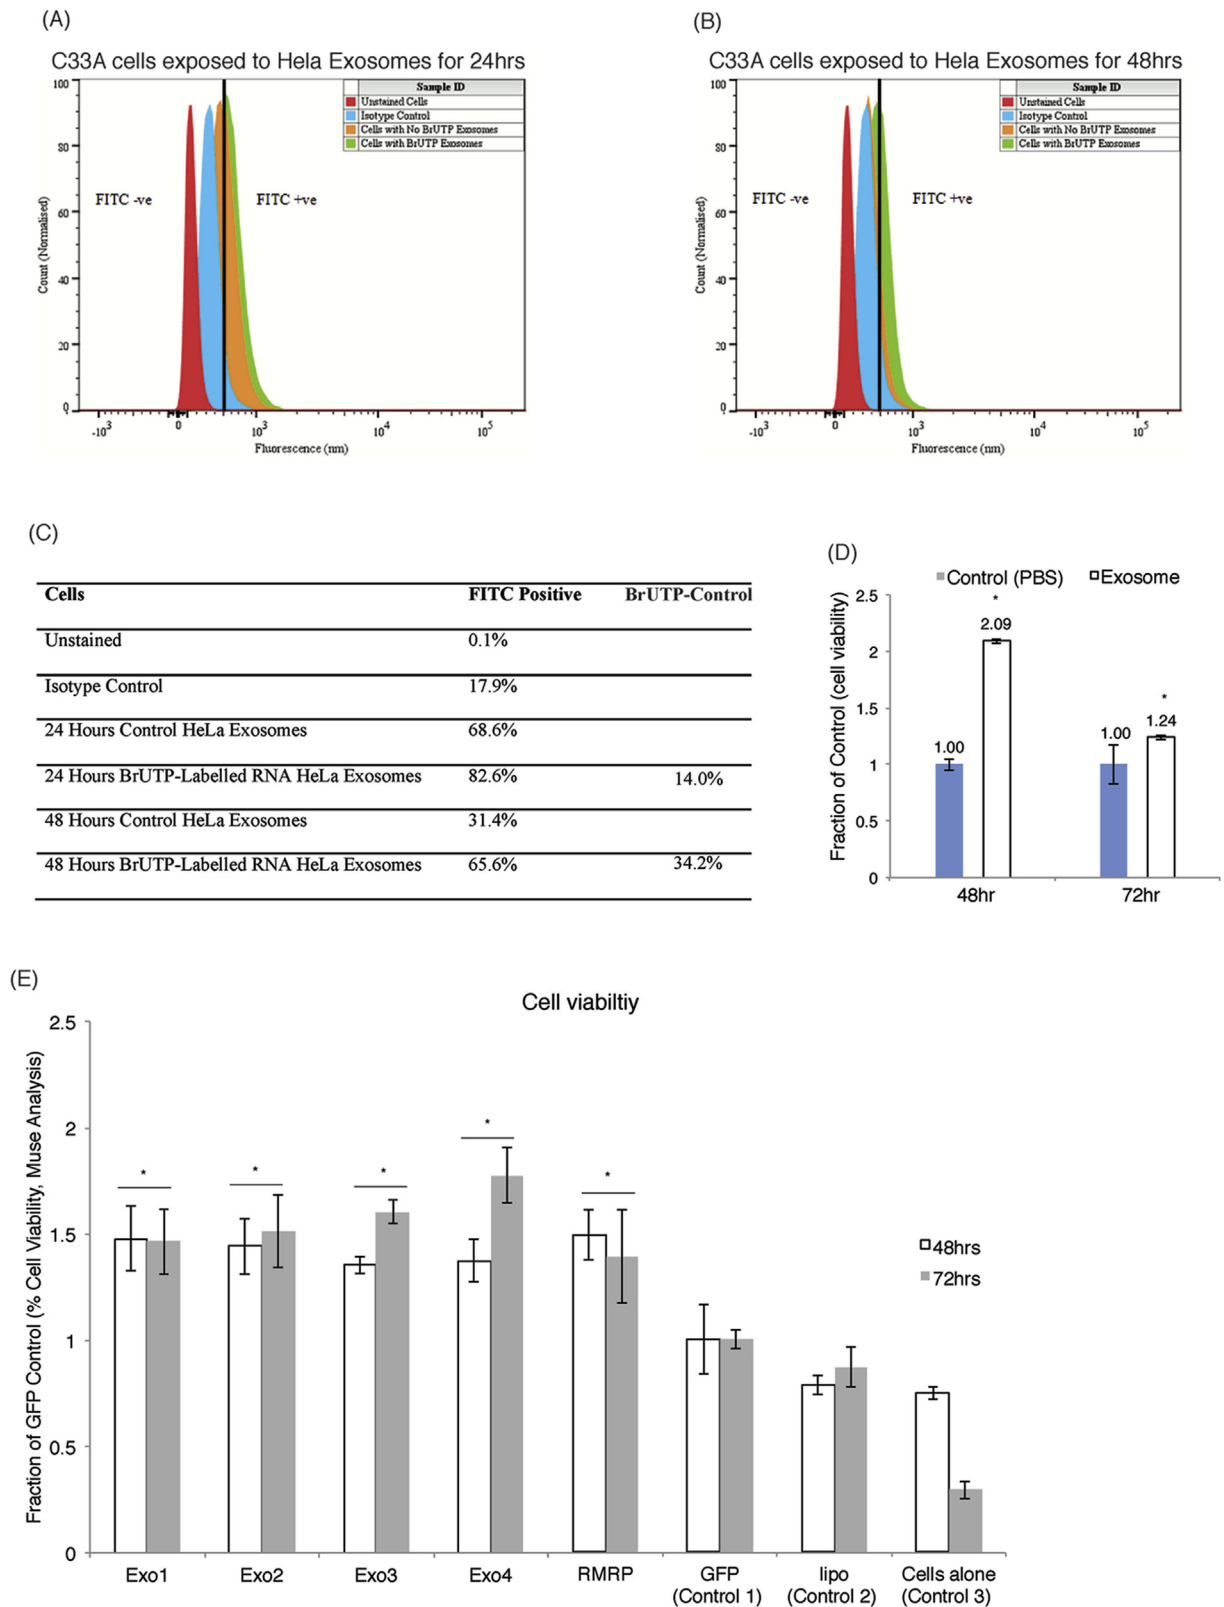 (A)
C33A cells exposed to Hela Exosomes for 24hrs
Sample ID
Unstained Cells
Isotype Control
Cells with No BrUTP Exosomes
Cells with BrUTP Exosomes
FITC -ve
FITC +ve
Count (Normalised)
100
80
60
40
20
0
-10³
0
10³
10⁴
10⁵
Fluorescence (nm)
(B)
C33A cells exposed to Hela Exosomes for 48hrs
Sample ID
Unstained Cells
Isotype Control
Cells with No BrUTP Exosomes
Cells with BrUTP Exosomes
FITC -ve
FITC +ve
Count (Normalised)
100
80
60
40
20
0
-10³
0
10³
10⁴
10⁵
Fluorescence (nm)
(C)
Cells FITC Positive BrUTP-Control
Unstained 0.1%
Isotype Control 17.9%
24 Hours Control HeLa Exosomes 68.6%
24 Hours BrUTP-Labelled RNA HeLa Exosomes 82.6% 14.0%
48 Hours Control HeLa Exosomes 31.4%
48 Hours BrUTP-Labelled RNA HeLa Exosomes 65.6% 34.2%
(D)
Control (PBS) Exosome
Fraction of Control (cell viability)
2.5
2
1.5
1
0.5
0
1.00
*
2.09
1.00
*
1.24
48hr 72hr
(E)
Cell viabiltiy
Fraction of GFP Control (% Cell Viability, Muse Analysis)
2.5
2
1.5
1
0.5
0
* * * * *
48hrs
72hrs
Exo1 Exo2 Exo3 Exo4 RMRP GFP lipo Cells alone
(Control 1) (Control 2) (Control 3)